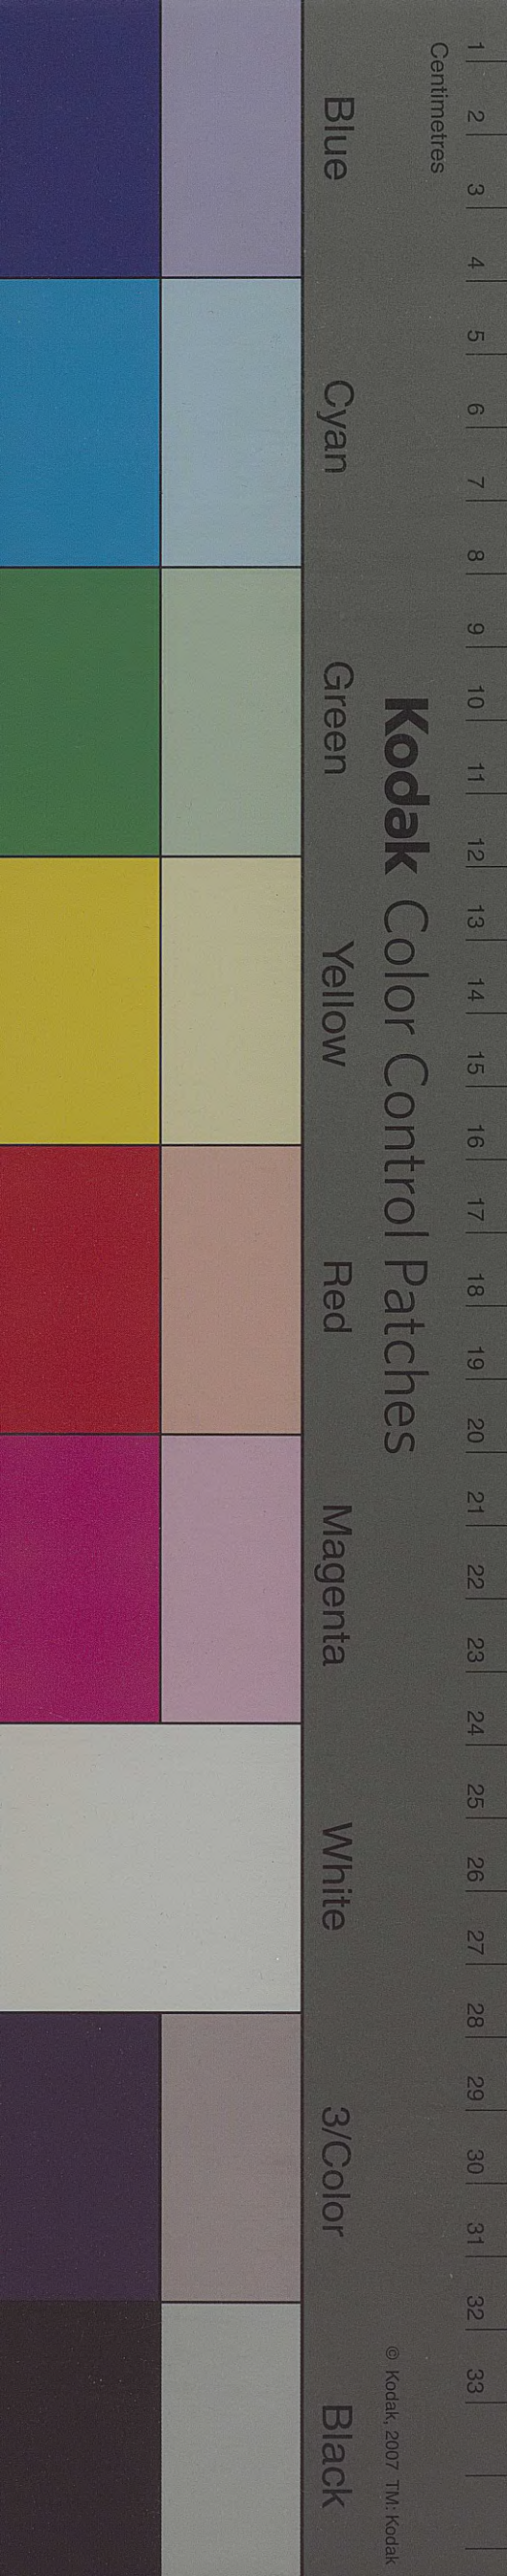 Centimetres
1 2 3 4 5 6 7 8 9 10 11 12 13 14 15 16 17 18 19 20 21 22 23 24 25 26 27 28 29 30 31 32 33
Kodak Color Control Patches
© Kodak, 2007 TM: Kodak
Blue Cyan Green Yellow Red Magenta White 3/Color Black